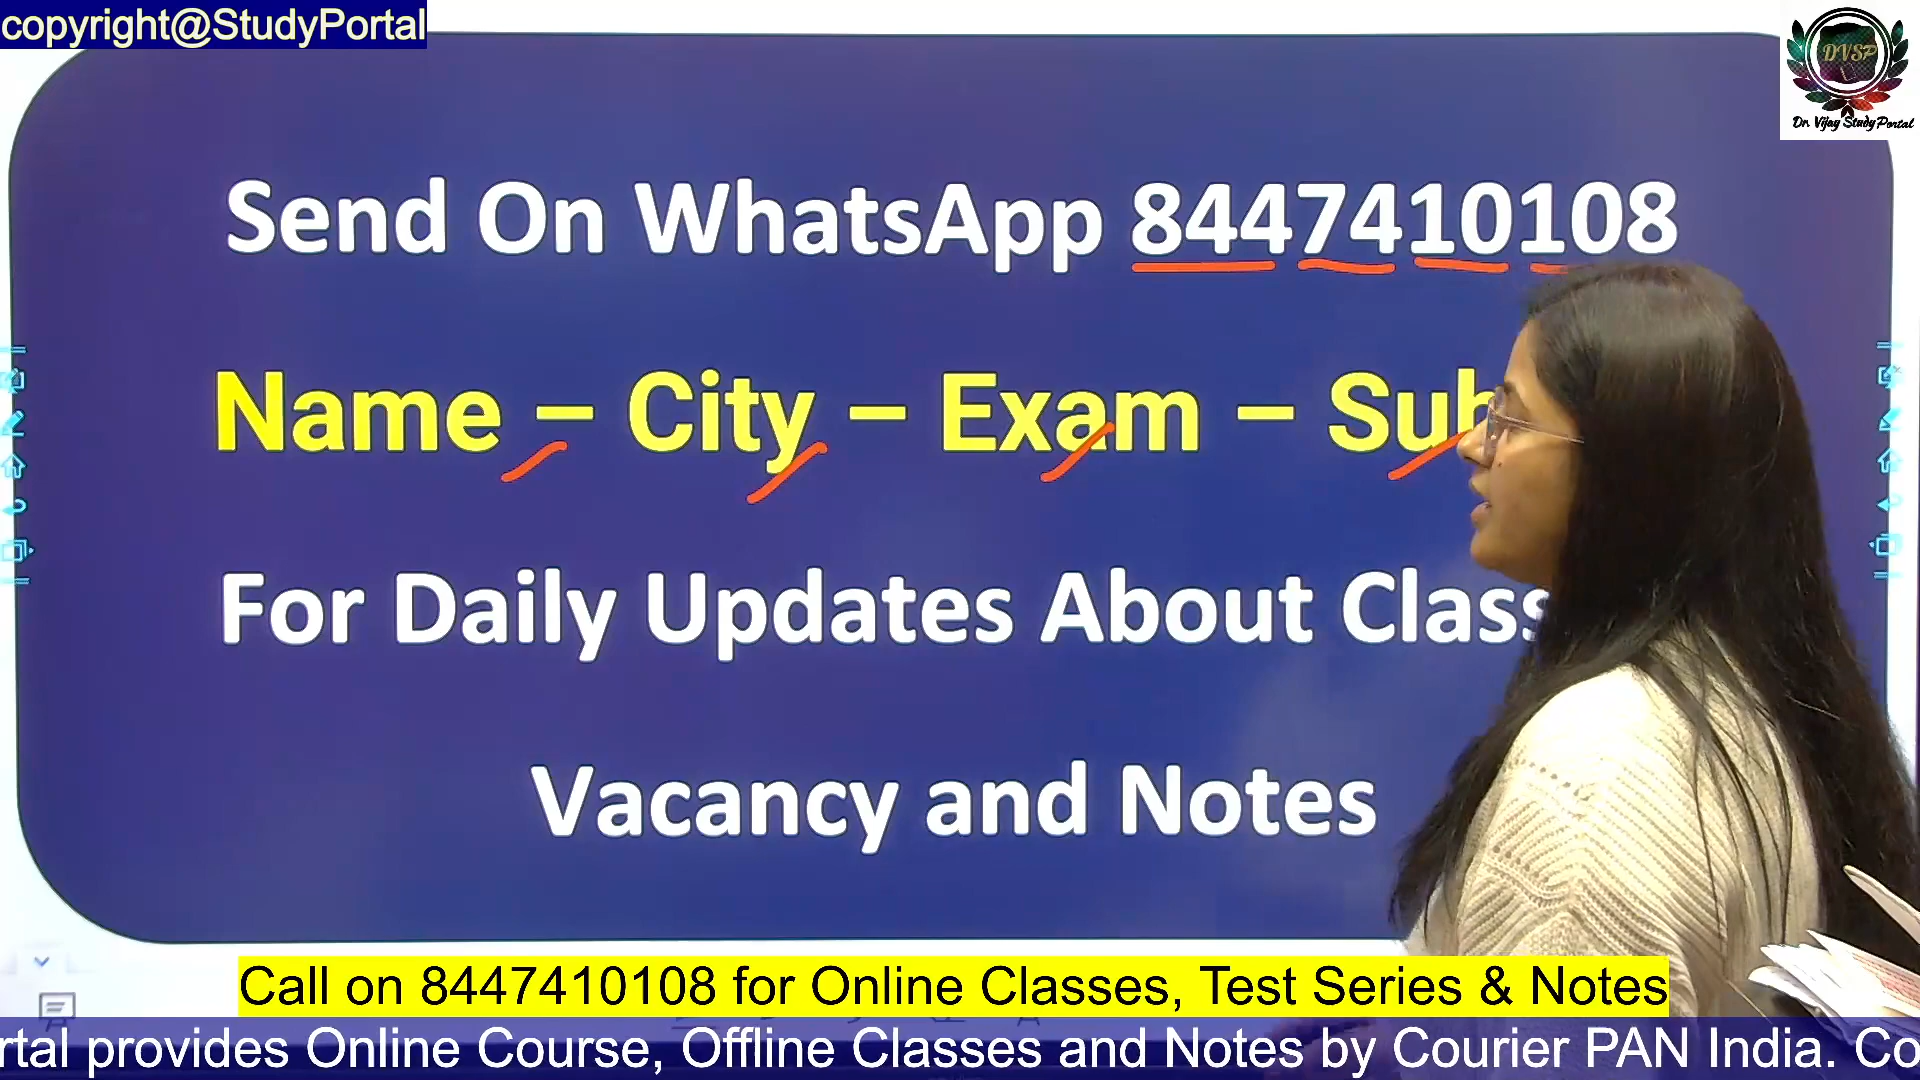 copyright@StudyPortal
DVSP
Dr. Vijay StudyPortal
Send On WhatsApp 8447410108
Name – City – Exam – Sub
For Daily Updates About Class
Vacancy and Notes
Call on 8447410108 for Online Classes, Test Series & Notes
rtal provides Online Course, Offline Classes and Notes by Courier PAN India. Co